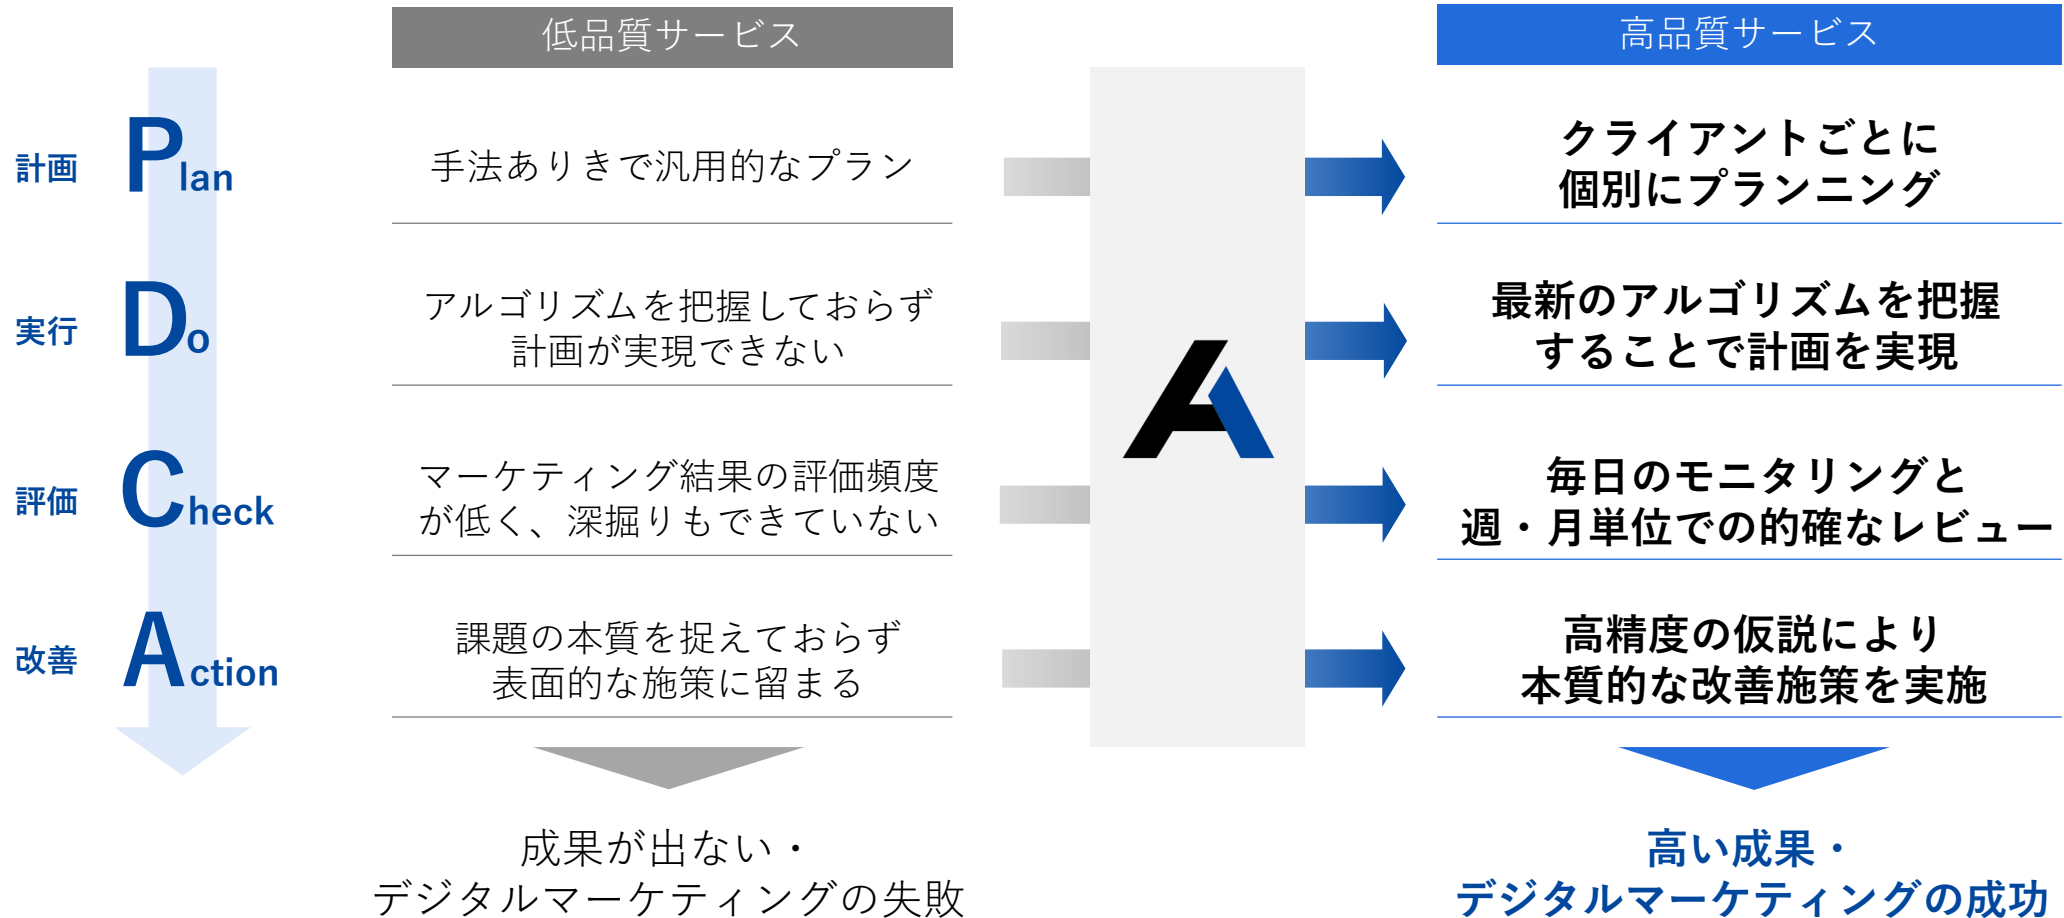 低品質サービス
高品質サービス
計画
Plan
手法ありきで汎用的なプラン
クライアントごとに
個別にプランニング
実行
Do
アルゴリズムを把握しておらず
計画が実現できない
最新のアルゴリズムを把握
することで計画を実現
評価
Check
マーケティング結果の評価頻度
が低く、深掘りもできていない
毎日のモニタリングと
週・月単位での的確なレビュー
改善
Action
課題の本質を捉えておらず
表面的な施策に留まる
高精度の仮説により
本質的な改善施策を実施
成果が出ない・
デジタルマーケティングの失敗
高い成果・
デジタルマーケティングの成功